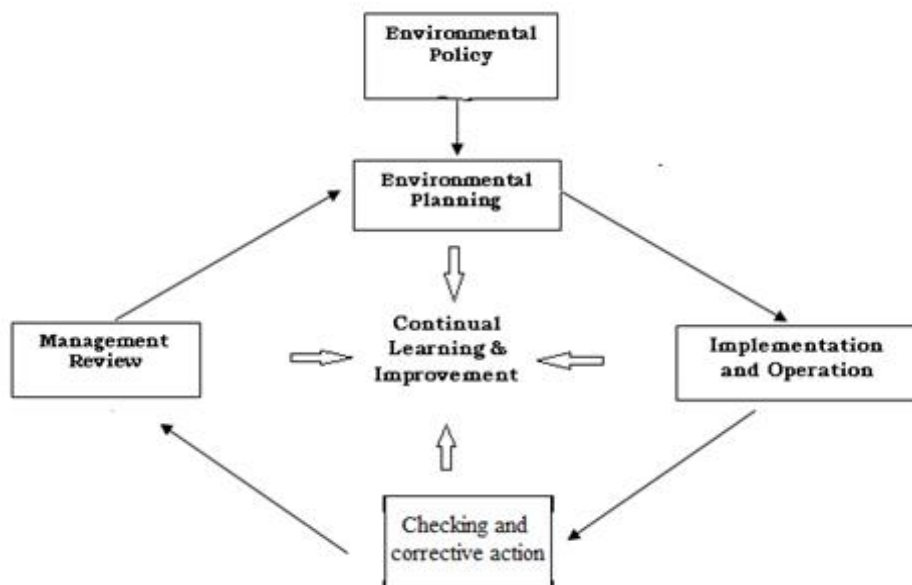 Environmental
Policy
Environmental
Planning
Management
Review
Continual
Learning &
Improvement
Implementation
and Operation
Checking and
corrective action